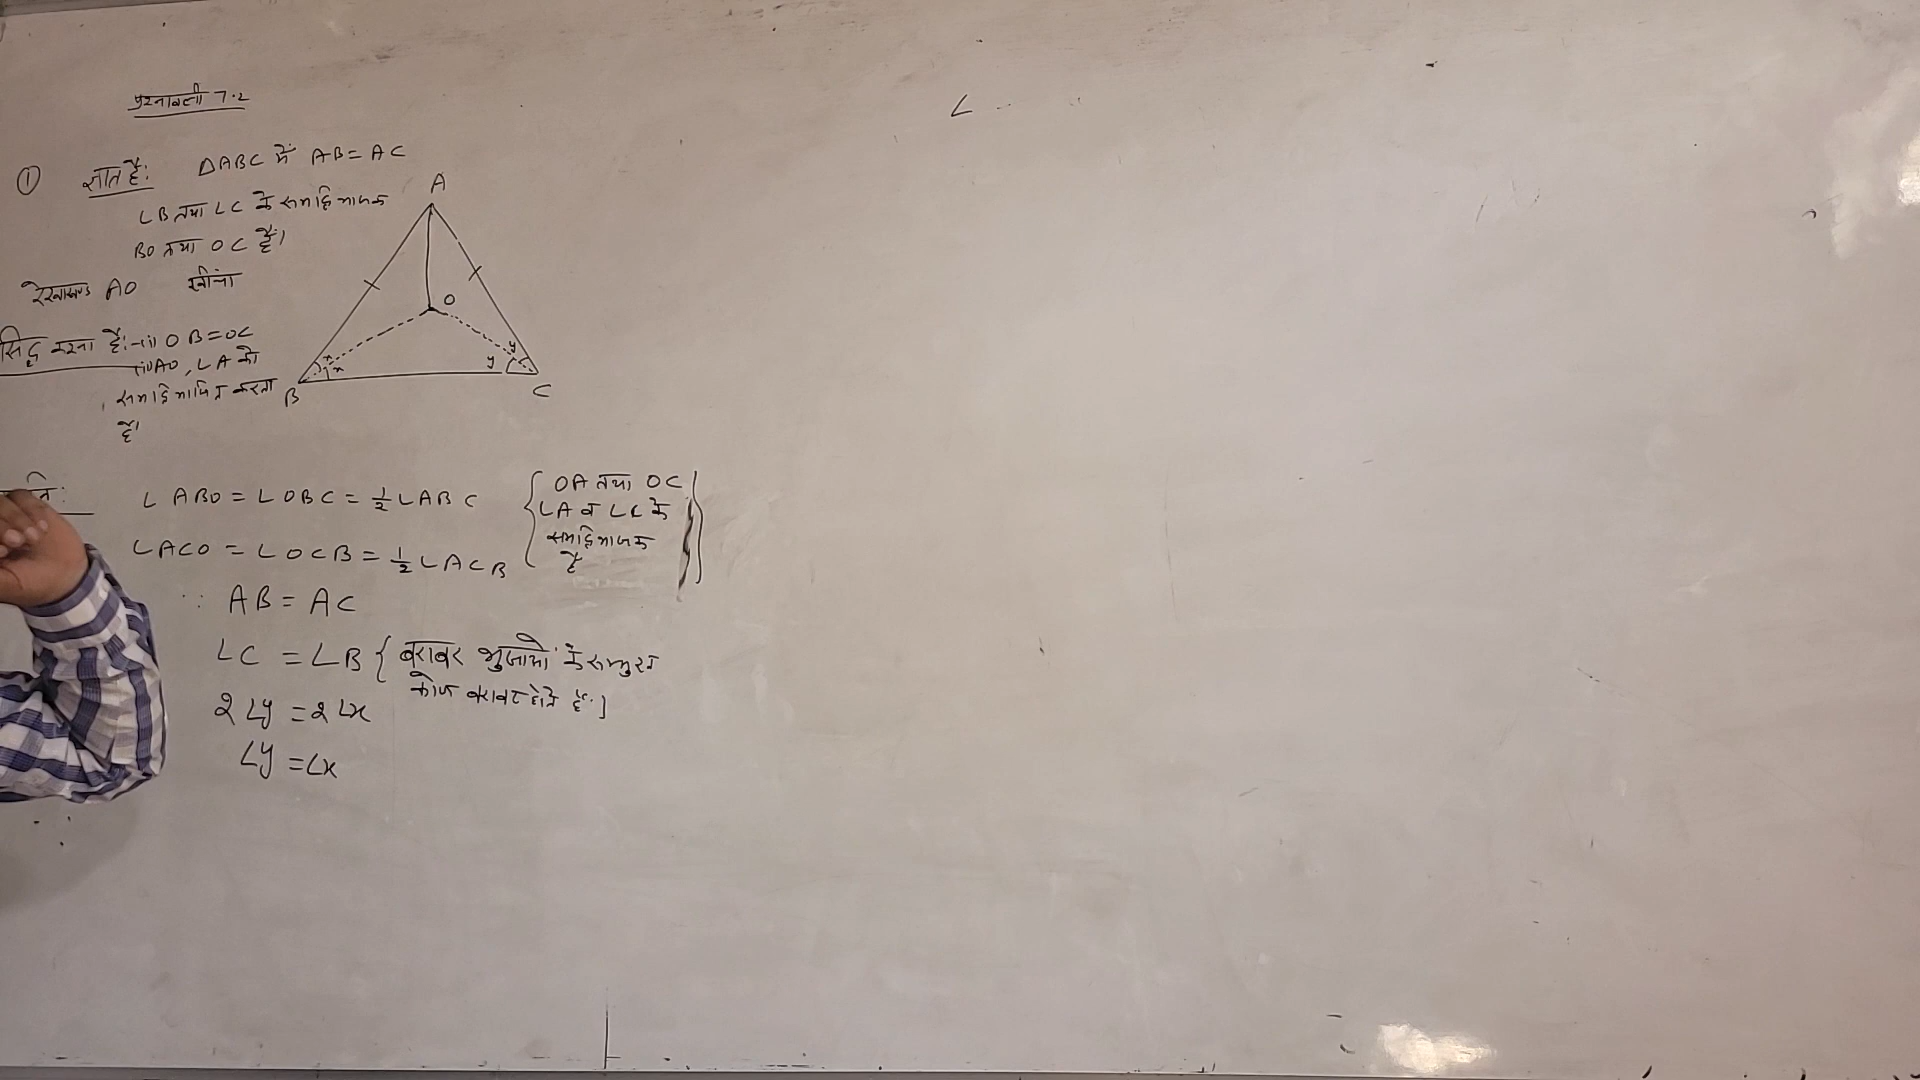 प्रश्नावली 7.2
① ज्ञात है: ΔABC में AB = AC
∠B तथा ∠C के समद्विभाजक
BO तथा OC हैं।
रेखाखण्ड AO खींचा
सिद्ध करना है:- (i) OB = OC
(ii) AO, ∠A को
समद्विभाजित करता
है।
A
O
x
x
y
y
B
C
∠ABO = ∠OBC = 1/2 ∠ABC
∠ACO = ∠OCB = 1/2 ∠ACB
{ OA तथा OC
∠A व ∠C के
समद्विभाजक
है }
∵ AB = AC
∠C = ∠B { बराबर भुजाओं के सम्मुख
कोण बराबर होते हैं }
2∠y = 2∠x
∠y = ∠x
∠